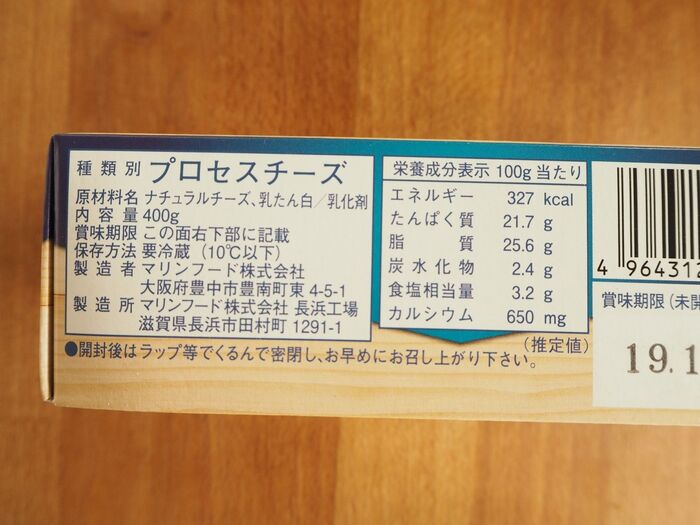 種類別 プロセスチーズ
原材料名 ナチュラルチーズ、乳たん白／乳化剤
内容量 400g
賞味期限 この面右下部に記載
保存方法 要冷蔵（10℃以下）
製造者 マリンフード株式会社
大阪府豊中市豊南町東 4-5-1
製造所 マリンフード株式会社 長浜工場
滋賀県長浜市田村町 1291-1
●開封後はラップ等でくるんで密閉し、お早めにお召し上がり下さい。
栄養成分表示 100g 当たり
エネルギー 327 kcal
たんぱく質 21.7 g
脂質 25.6 g
炭水化物 2.4 g
食塩相当量 3.2 g
カルシウム 650 mg
（推定値）
4 964312
賞味期限（未開
19.1